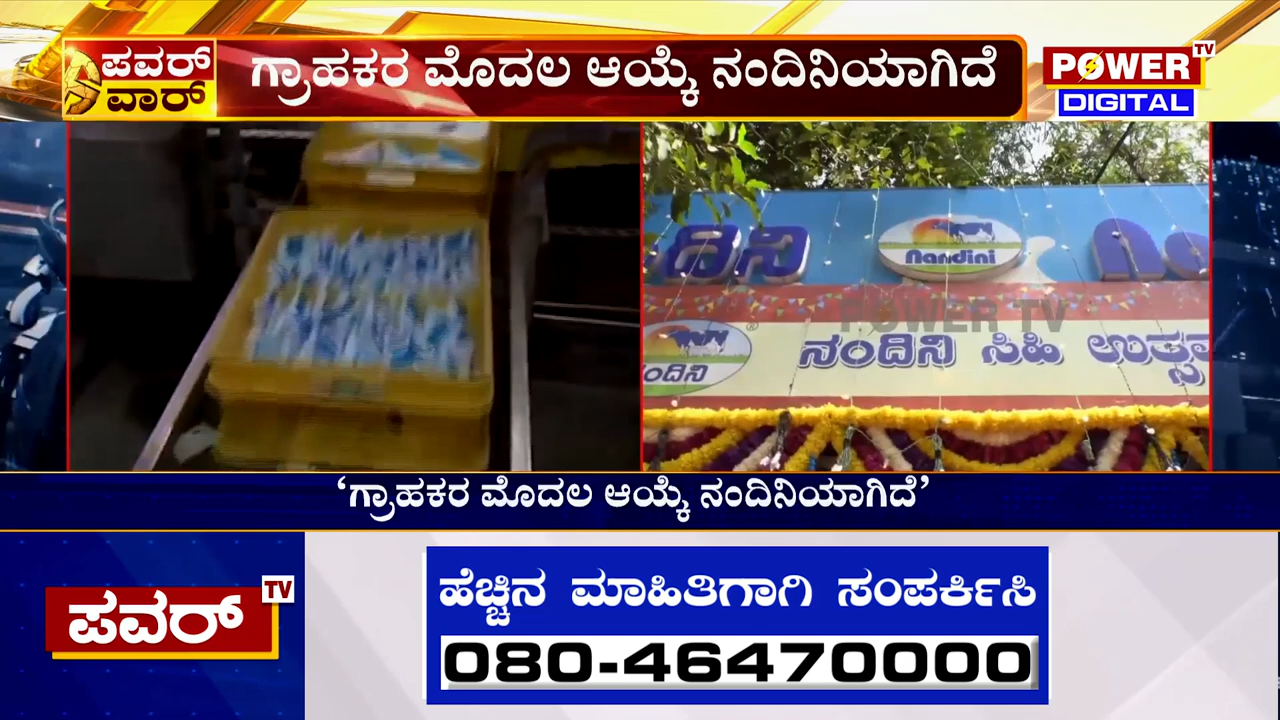 ಪವರ್
ವಾರ್
ಗ್ರಾಹಕರ ಮೊದಲ ಆಯ್ಕೆ ನಂದಿನಿಯಾಗಿದೆ
POWER TV
DIGITAL
Nandini
POWER TV
ನಂದಿನಿ ಸಿಹಿ
‘ಗ್ರಾಹಕರ ಮೊದಲ ಆಯ್ಕೆ ನಂದಿನಿಯಾಗಿದೆ’
ಪವರ್ TV
ಹೆಚ್ಚಿನ ಮಾಹಿತಿಗಾಗಿ ಸಂಪರ್ಕಿಸಿ
080-46470000